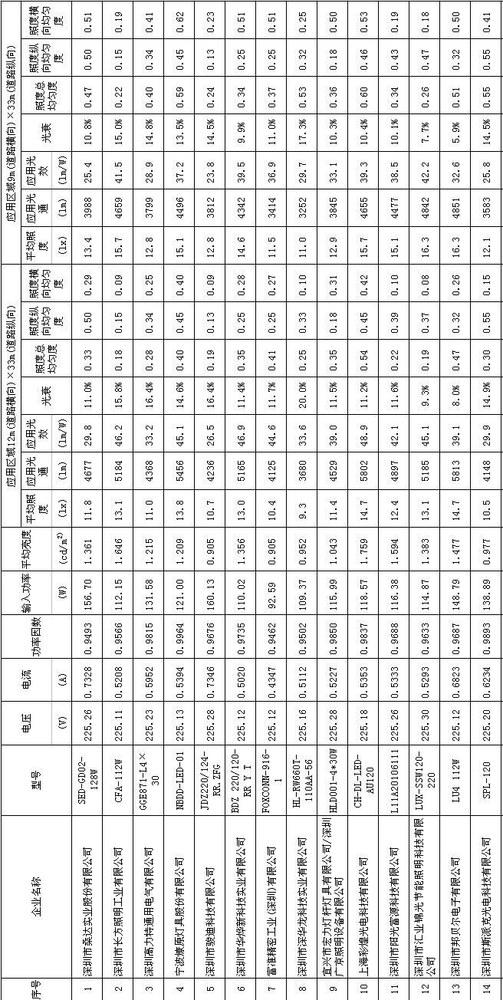 序号 企业名称 型号 电压 (V) 电流 (A) 功率因数 输入功率 (W) 平均亮度 (cd/m²) 应用区域12m(道路横向)×33m(道路纵向) 应用区域9m(道路横向)×33m(道路纵向)
平均照度 (lx) 应用光通 (lm) 应用光效 (lm/W) 光衰 照度总均匀度 照度纵向均匀度 照度横向均匀度 平均照度 (lx) 应用光通 (lm) 应用光效 (lm/W) 光衰 照度总均匀度 照度纵向均匀度 照度横向均匀度
1 深圳市桑达实业股份有限公司 SED-GD02-128W 225.26 0.7328 0.9493 156.70 1.361 11.8 4677 29.8 11.0% 0.33 0.50 0.29 13.4 3988 25.4 10.8% 0.47 0.50 0.51
2 深圳市长方照明工业有限公司 CFA-112W 225.11 0.5208 0.9566 112.15 1.646 13.1 5184 46.2 15.8% 0.18 0.15 0.09 15.7 4659 41.5 15.0% 0.22 0.15 0.19
3 深圳高力特通用电气有限公司 GGE871-L4×30 225.23 0.5952 0.9815 131.58 1.215 11.0 4368 33.2 16.4% 0.28 0.34 0.25 12.8 3799 28.9 14.8% 0.40 0.34 0.41
4 宁波燎原灯具股份有限公司 NBDD-LED-01 225.13 0.5394 0.9964 121.00 1.209 13.8 5456 45.1 14.6% 0.40 0.45 0.40 15.1 4496 37.2 13.5% 0.59 0.45 0.62
5 深圳市骏迪科技有限公司 JDZ220/124-RR.ZFG 225.28 0.7346 0.9676 160.13 0.905 10.7 4236 26.5 16.4% 0.19 0.13 0.09 12.8 3812 23.8 14.5% 0.24 0.13 0.23
6 深圳市华烨新科技实业有限公司 BDZ 220/120-RR Y T 225.12 0.5020 0.9735 110.02 1.356 13.0 5165 46.9 11.4% 0.35 0.25 0.28 14.6 4342 39.5 9.9% 0.34 0.25 0.51
7 富准精密工业(深圳)有限公司 FOXCONN-916-1 225.12 0.4347 0.9462 92.59 0.905 10.4 4125 44.6 11.7% 0.41 0.25 0.27 11.5 3414 36.9 11.0% 0.37 0.25 0.51
8 深圳市深华龙科技实业有限公司 HL-RW660T-110AA-56 225.16 0.5112 0.9502 109.37 0.952 9.3 3680 33.6 20.0% 0.25 0.33 0.10 11.0 3252 29.7 17.3% 0.53 0.32 0.25
9 宜兴市宏力灯杆灯具有限公司/深圳广京照明设备有限公司 HLD001-4*30W 225.28 0.5227 0.9850 115.99 1.043 11.4 4529 39.0 11.5% 0.35 0.18 0.31 12.9 3845 33.1 10.3% 0.36 0.18 0.50
10 上海彩煌光电科技有限公司 CH-DL-LED-AU120 225.18 0.5353 0.9837 118.57 1.759 14.7 5802 48.9 11.2% 0.54 0.45 0.42 15.7 4655 39.3 10.4% 0.60 0.46 0.53
11 深圳市阳光富源科技有限公司 L11A20106111 225.26 0.5333 0.9688 116.38 1.594 12.4 4897 42.1 11.6% 0.22 0.39 0.10 15.1 4477 38.5 10.1% 0.34 0.43 0.19
12 深圳市汇业锦光节能照明科技有限公司 LUX-SSW120-220 225.30 0.5293 0.9633 114.87 1.383 13.1 5185 45.1 9.3% 0.19 0.37 0.08 16.3 4842 42.2 7.7% 0.26 0.47 0.18
13 深圳市邦贝尔电子有限公司 LU4 112W 225.12 0.6823 0.9687 148.79 1.477 14.7 5813 39.1 8.0% 0.47 0.32 0.26 16.3 4851 32.6 5.9% 0.51 0.32 0.50
14 深圳市斯派克光电科技有限公司 SPL-120 225.20 0.6234 0.9893 138.89 0.977 10.5 4148 29.9 14.9% 0.30 0.55 0.15 12.1 3583 25.8 14.5% 0.55 0.55 0.41